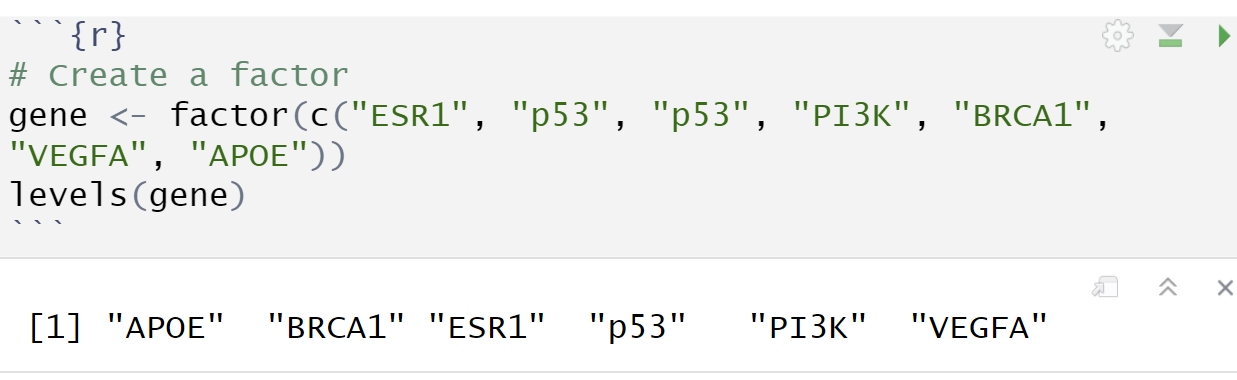 ```{r}
# Create a factor
gene <- factor(c("ESR1", "p53", "p53", "PI3K", "BRCA1",
"VEGFA", "APOE"))
levels(gene)
```
[1] "APOE"  "BRCA1" "ESR1"  "p53"   "PI3K"  "VEGFA"